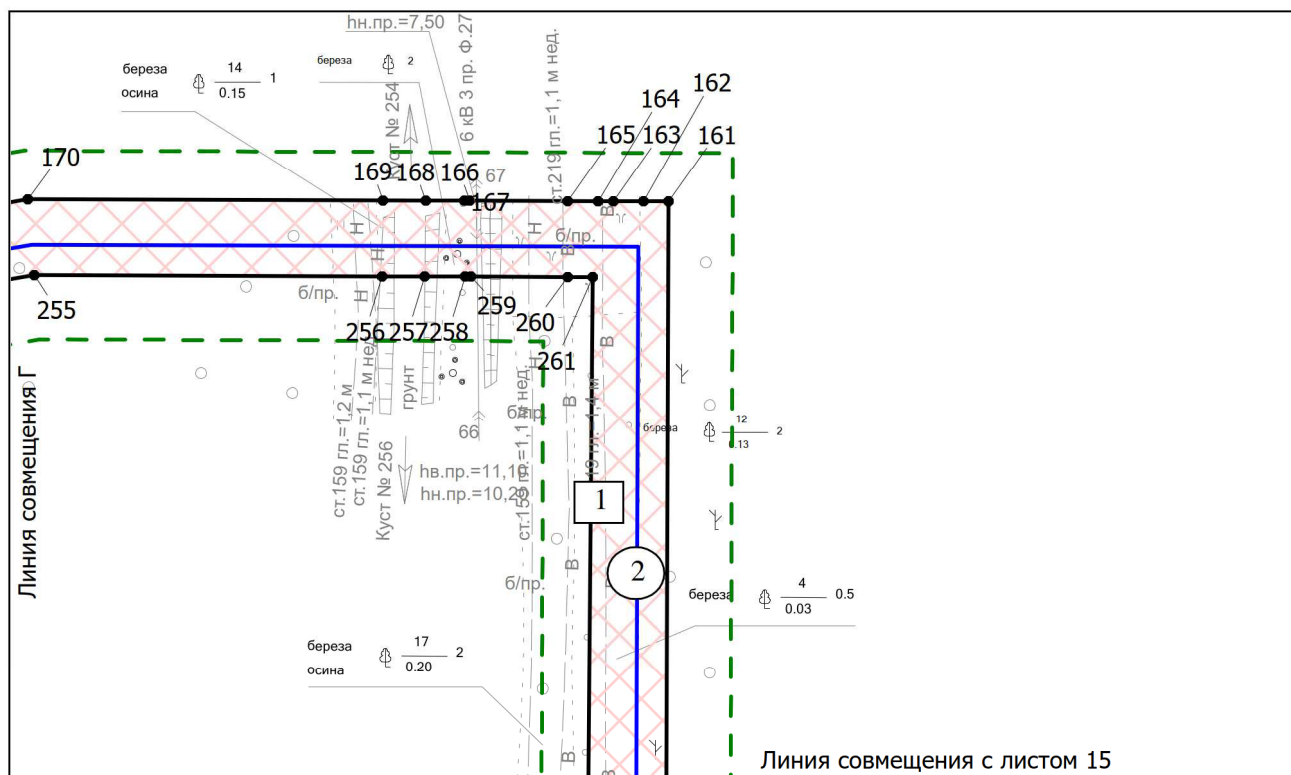 hн.пр.=7,50
6 кВ 3 пр. Ф.27
ст.219 гл.=1,1 м нед.
береза
осина
14
0.15
1
береза
2
Куст № 254
162
164
165
163
161
170
169
168
166
67
167
Н
Н
Н
Н
Н
В
В
б/пр.
б/пр.
255
256
257
258
259
260
261
В
Линия совмещения Г
ст.159 гл.=1,2 м
ст.159 гл.=1,1 м нед.
грунт
Куст № 256
66
hв.пр.=11,10
hн.пр.=10,20
б/пр.
ст.159 гл.=1,1 м нед.
В
19 гл.=1,4 м
береза
12
0.13
2
1
2
В
б/пр.
береза
4
0.03
0.5
береза
осина
17
0.20
2
В
В
Линия совмещения с листом 15